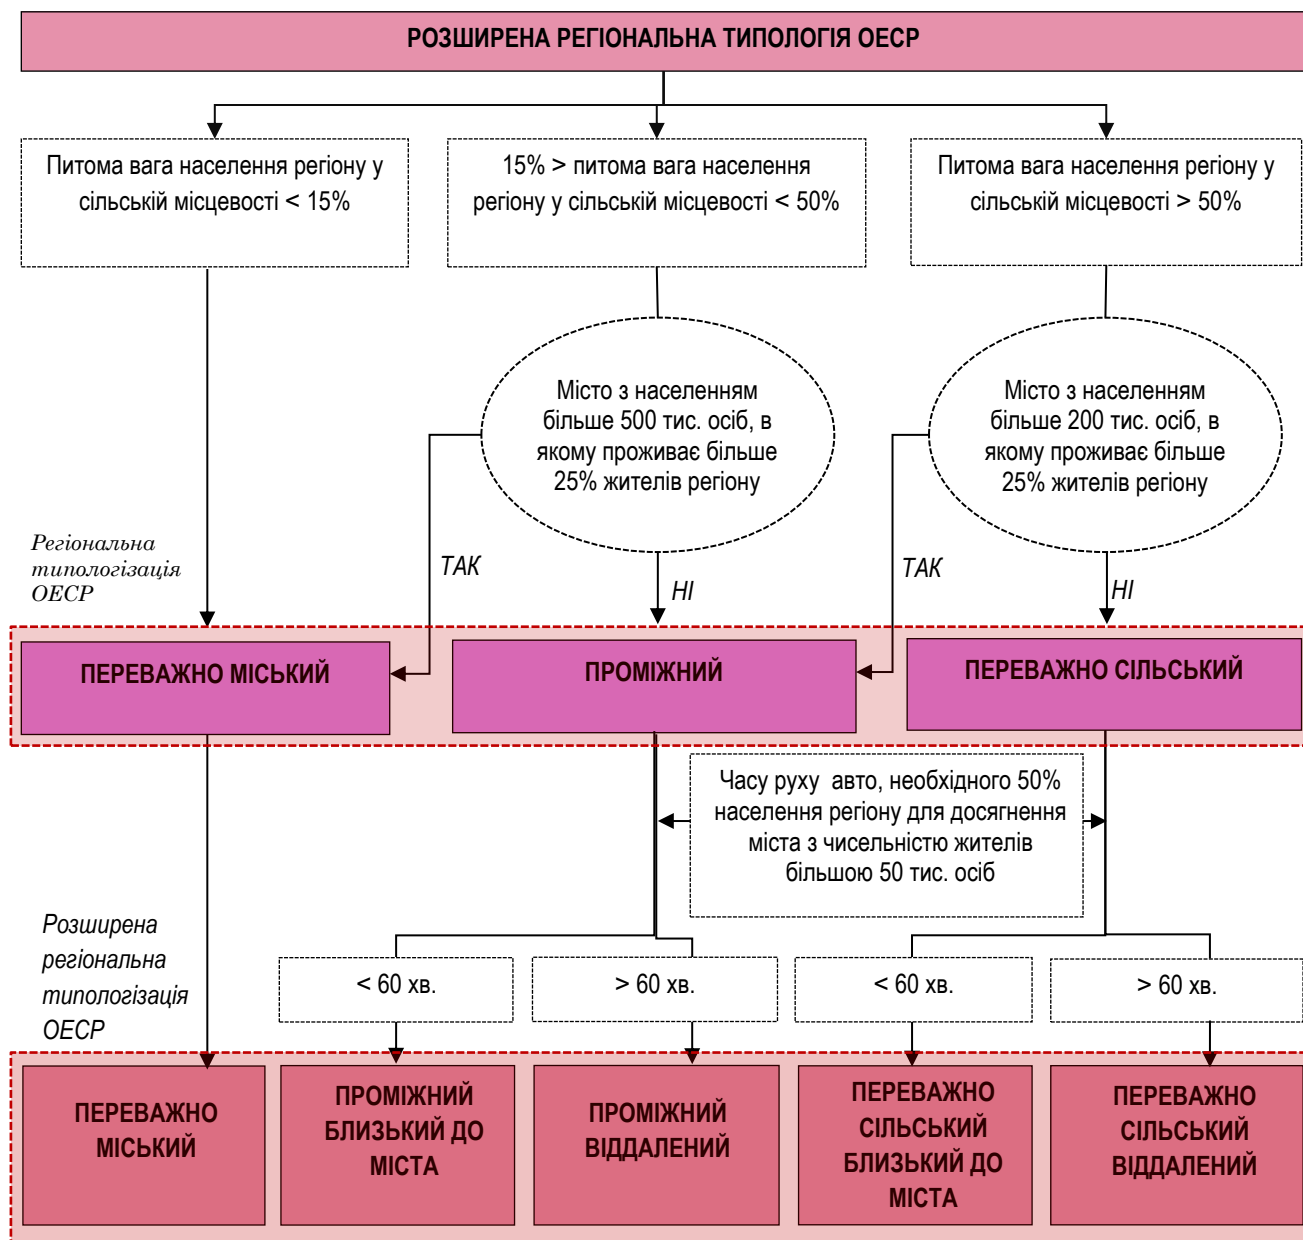 РОЗШИРЕНА РЕГІОНАЛЬНА ТИПОЛОГІЯ ОЕСР
Питома вага населення регіону у
сільській місцевості < 15%
15% > питома вага населення
регіону у сільській місцевості < 50%
Питома вага населення регіону у
сільській місцевості > 50%
Місто з населенням
більше 500 тис. осіб, в
якому проживає більше
25% жителів регіону
Місто з населенням
більше 200 тис. осіб, в
якому проживає більше
25% жителів регіону
Регіональна
типологізація
ОЕСР
ТАК
НІ
ТАК
НІ
ПЕРЕВАЖНО МІСЬКИЙ
ПРОМІЖНИЙ
ПЕРЕВАЖНО СІЛЬСЬКИЙ
Часу руху авто, необхідного 50%
населення регіону для досягнення
міста з чисельністю жителів
більшою 50 тис. осіб
Розширена
регіональна
типологізація
ОЕСР
< 60 хв.
> 60 хв.
< 60 хв.
> 60 хв.
ПЕРЕВАЖНО
МІСЬКИЙ
ПРОМІЖНИЙ
БЛИЗЬКИЙ ДО
МІСТА
ПРОМІЖНИЙ
ВІДДАЛЕНИЙ
ПЕРЕВАЖНО
СІЛЬСЬКИЙ
БЛИЗЬКИЙ ДО
МІСТА
ПЕРЕВАЖНО
СІЛЬСЬКИЙ
ВІДДАЛЕНИЙ